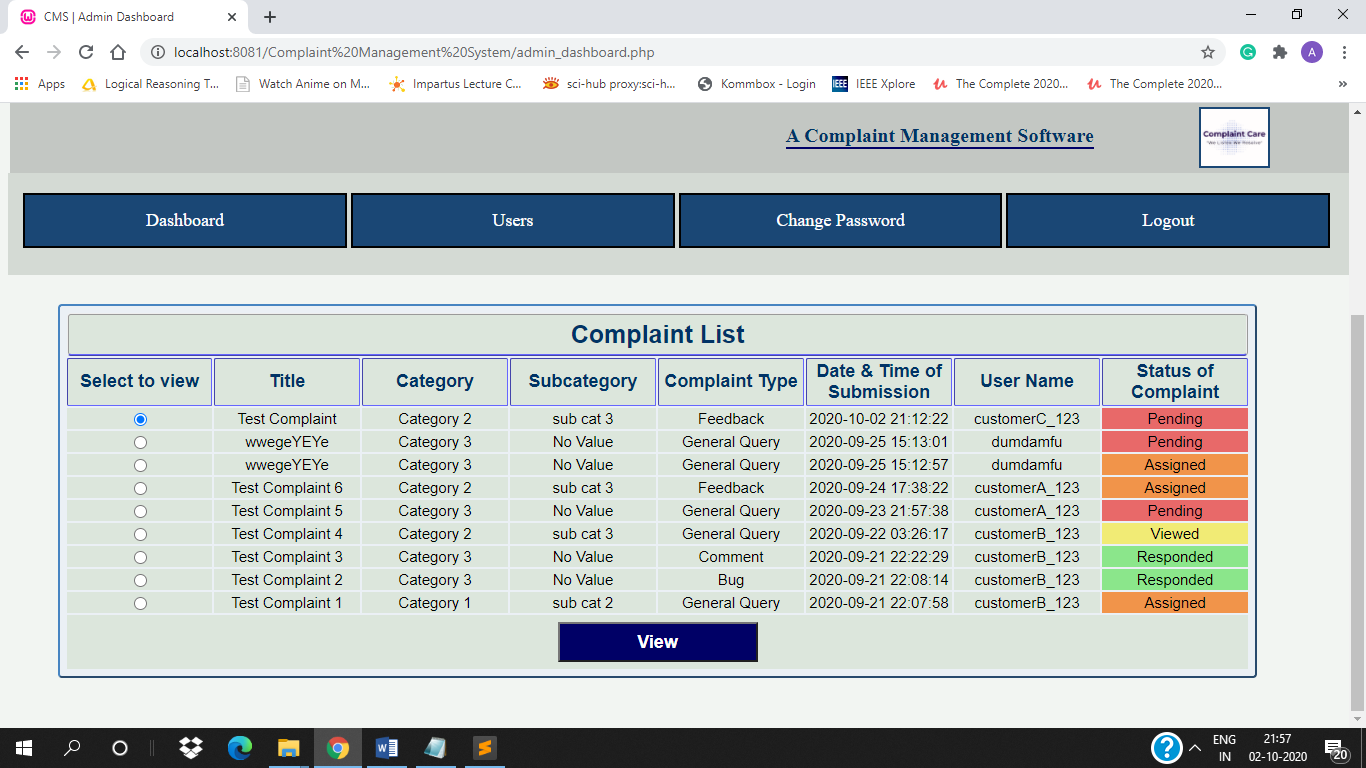 CMS | Admin Dashboard
localhost:8081/Complaint%20Management%20System/admin_dashboard.php
A
Apps Logical Reasoning T... Watch Anime on M... Impartus Lecture C... sci-hub proxy:sci-h... Kommbox - Login IEEE IEEE Xplore The Complete 2020... The Complete 2020... »
A Complaint Management Software
Complaint Care
Dashboard Users Change Password Logout
Complaint List
Select to view Title Category Subcategory Complaint Type Date & Time of Submission User Name Status of Complaint
Test Complaint Category 2 sub cat 3 Feedback 2020-10-02 21:12:22 customerC_123 Pending
wwegeYEYe Category 3 No Value General Query 2020-09-25 15:13:01 dumdamfu Pending
wwegeYEYe Category 3 No Value General Query 2020-09-25 15:12:57 dumdamfu Assigned
Test Complaint 6 Category 2 sub cat 3 Feedback 2020-09-24 17:38:22 customerA_123 Assigned
Test Complaint 5 Category 3 No Value General Query 2020-09-23 21:57:38 customerA_123 Pending
Test Complaint 4 Category 2 sub cat 3 General Query 2020-09-22 03:26:17 customerB_123 Viewed
Test Complaint 3 Category 3 No Value Comment 2020-09-21 22:22:29 customerB_123 Responded
Test Complaint 2 Category 3 No Value Bug 2020-09-21 22:08:14 customerB_123 Responded
Test Complaint 1 Category 1 sub cat 2 General Query 2020-09-21 22:07:58 customerB_123 Assigned
View
ENG 21:57
IN 02-10-2020 20